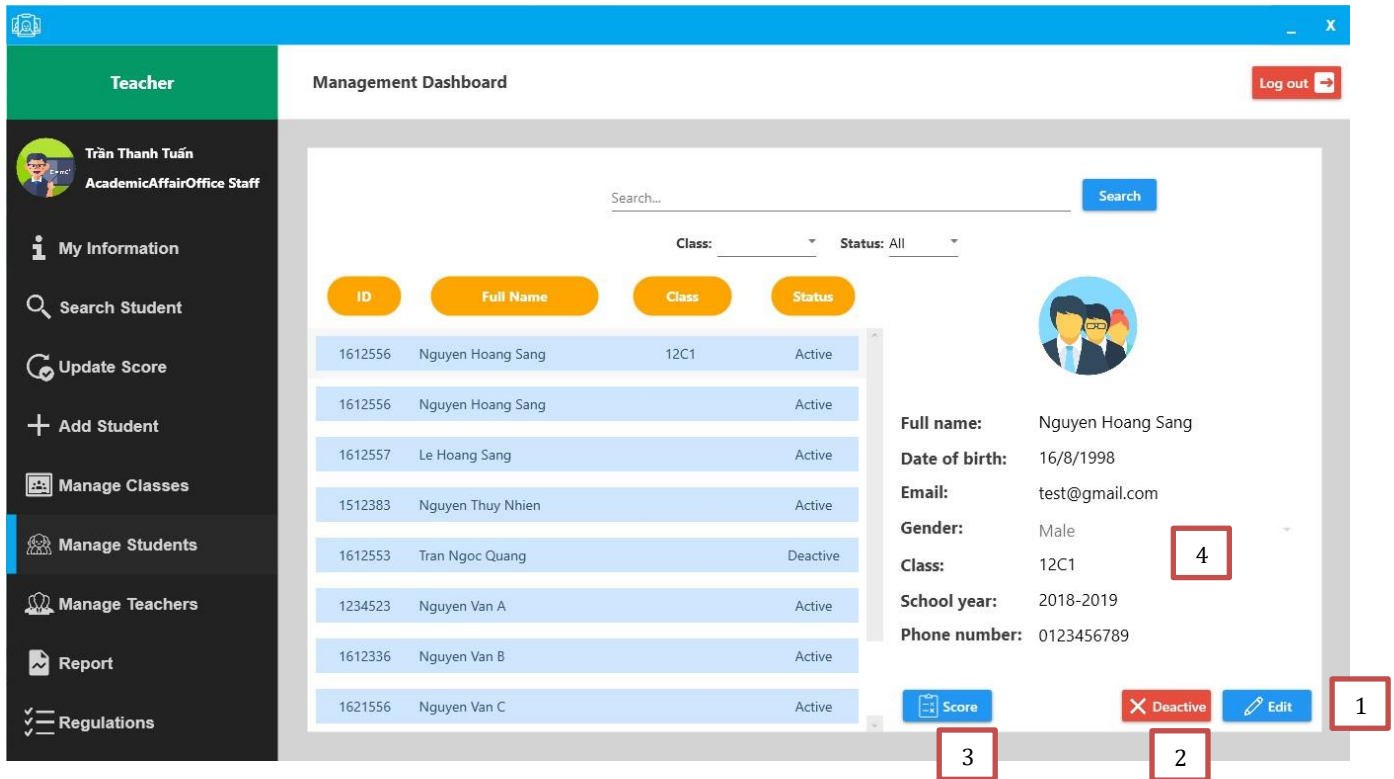 _ X
Teacher
Management Dashboard
Log out
Trần Thanh Tuấn
AcademicAffairOffice Staff
My Information
Search Student
Update Score
Add Student
Manage Classes
Manage Students
Manage Teachers
Report
Regulations
Search...
Search
Class: Status: All
ID Full Name Class Status
1612556 Nguyen Hoang Sang 12C1 Active
1612556 Nguyen Hoang Sang Active
1612557 Le Hoang Sang Active
1512383 Nguyen Thuy Nhien Active
1612553 Tran Ngoc Quang Deactive
1234523 Nguyen Van A Active
1612336 Nguyen Van B Active
1621556 Nguyen Van C Active
Full name: Nguyen Hoang Sang
Date of birth: 16/8/1998
Email: test@gmail.com
Gender: Male
Class: 12C1
School year: 2018-2019
Phone number: 0123456789
4
Score
Deactive
Edit
1
3
2